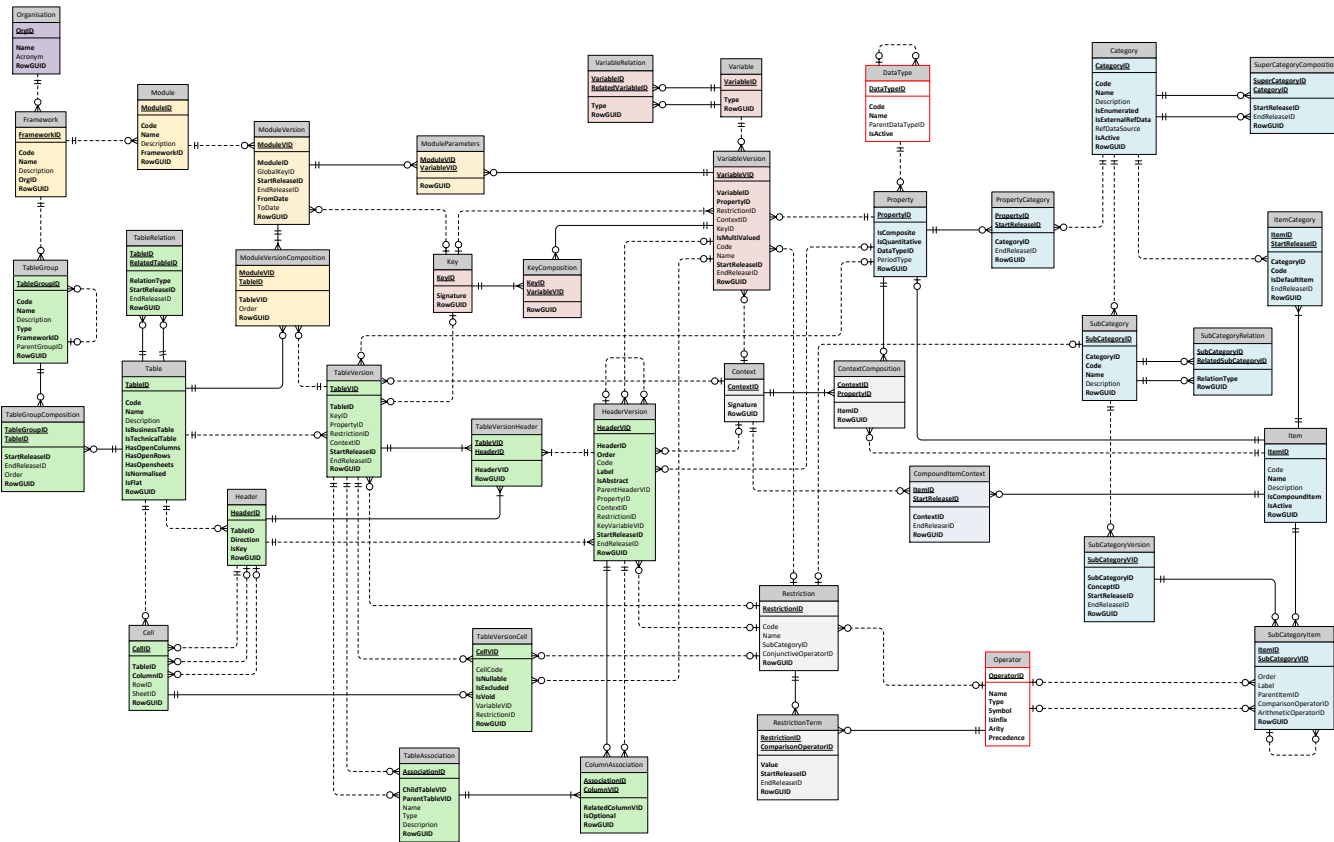 Organisation
OrgID
Name
Acronym
RowGUID
Framework
FrameworkID
Code
Name
Description
OrgID
RowGUID
Module
ModuleID
Code
Name
Description
FrameworkID
RowGUID
ModuleVersion
ModuleVID
ModuleID
GlobalKeyID
StartReleaseID
EndReleaseID
FromDate
ToDate
RowGUID
ModuleParameters
ModuleVID
VariableVID
RowGUID
VariableRelation
VariableID
RelatedVariableID
Type
RowGUID
Variable
VariableID
Type
RowGUID
VariableVersion
VariableVID
VariableID
PropertyID
RestrictionID
ContextID
KeyID
IsMultiValued
Code
Name
StartReleaseID
EndReleaseID
RowGUID
DataType
DataTypeID
Code
Name
ParentDataTypeID
IsActive
Property
PropertyID
IsComposite
IsQuantitative
DataTypeID
PeriodType
RowGUID
PropertyCategory
PropertyID
StartReleaseID
CategoryID
EndReleaseID
RowGUID
Category
CategoryID
Code
Name
Description
IsEnumerated
IsExternalRefData
RefDataSource
IsActive
RowGUID
SuperCategoryComposition
SuperCategoryID
CategoryID
StartReleaseID
EndReleaseID
RowGUID
ItemCategory
ItemID
StartReleaseID
CategoryID
Code
IsDefaultItem
EndReleaseID
RowGUID
TableGroup
TableGroupID
Code
Name
Description
Type
FrameworkID
ParentGroupID
RowGUID
TableRelation
TableID
RelatedTableID
RelationType
StartReleaseID
EndReleaseID
RowGUID
ModuleVersionComposition
ModuleVID
TableID
TableVID
Order
RowGUID
Key
KeyID
Signature
RowGUID
KeyComposition
KeyID
VariableVID
RowGUID
SubCategory
SubCategoryID
CategoryID
Code
Name
Description
RowGUID
SubCategoryRelation
SubCategoryID
RelatedSubCategoryID
RelationType
RowGUID
TableGroupComposition
TableGroupID
TableID
StartReleaseID
EndReleaseID
Order
RowGUID
Table
TableID
Code
Name
Description
IsBusinessTable
IsTechnicalTable
HasOpenColumns
HasOpenRows
HasOpensheets
IsNormalised
IsFlat
RowGUID
TableVersion
TableVID
TableID
KeyID
PropertyID
RestrictionID
ContextID
StartReleaseID
EndReleaseID
RowGUID
TableVersionHeader
TableVID
HeaderID
HeaderVID
RowGUID
HeaderVersion
HeaderVID
HeaderID
Order
Code
Label
IsAbstract
ParentHeaderVID
PropertyID
ContextID
RestrictionID
KeyVariableVID
StartReleaseID
EndReleaseID
RowGUID
Context
ContextID
Signature
RowGUID
ContextComposition
ContextID
PropertyID
ItemID
RowGUID
CompoundItemContext
ItemID
StartReleaseID
ContextID
EndReleaseID
RowGUID
Item
ItemID
Code
Name
Description
IsCompoundItem
IsActive
RowGUID
Header
HeaderID
TableID
Direction
IsKey
RowGUID
SubCategoryVersion
SubCategoryVID
SubCategoryID
ConceptID
StartReleaseID
EndReleaseID
RowGUID
Cell
CellID
TableID
ColumnID
RowID
SheetID
RowGUID
TableVersionCell
TableVID
CellVID
CellCode
IsNullable
IsExcluded
IsVoid
VariableVID
RestrictionID
RowGUID
Restriction
RestrictionID
Code
Name
SubCategoryID
ConjunctiveOperatorID
RowGUID
Operator
OperatorID
Name
Type
Symbol
IsInfix
Arity
Precedence
SubCategoryItem
ItemID
SubCategoryVID
Order
Label
ParentItemID
ComparisonOperatorID
ArithmeticOperatorID
RowGUID
RestrictionTerm
RestrictionID
ComparisonOperatorID
Value
StartReleaseID
EndReleaseID
RowGUID
TableAssociation
AssociationID
ChildTableVID
ParentTableVID
Name
Type
Descriprion
RowGUID
ColumnAssociation
AssociationID
ColumnVID
RelatedColumnVID
IsOptional
RowGUID